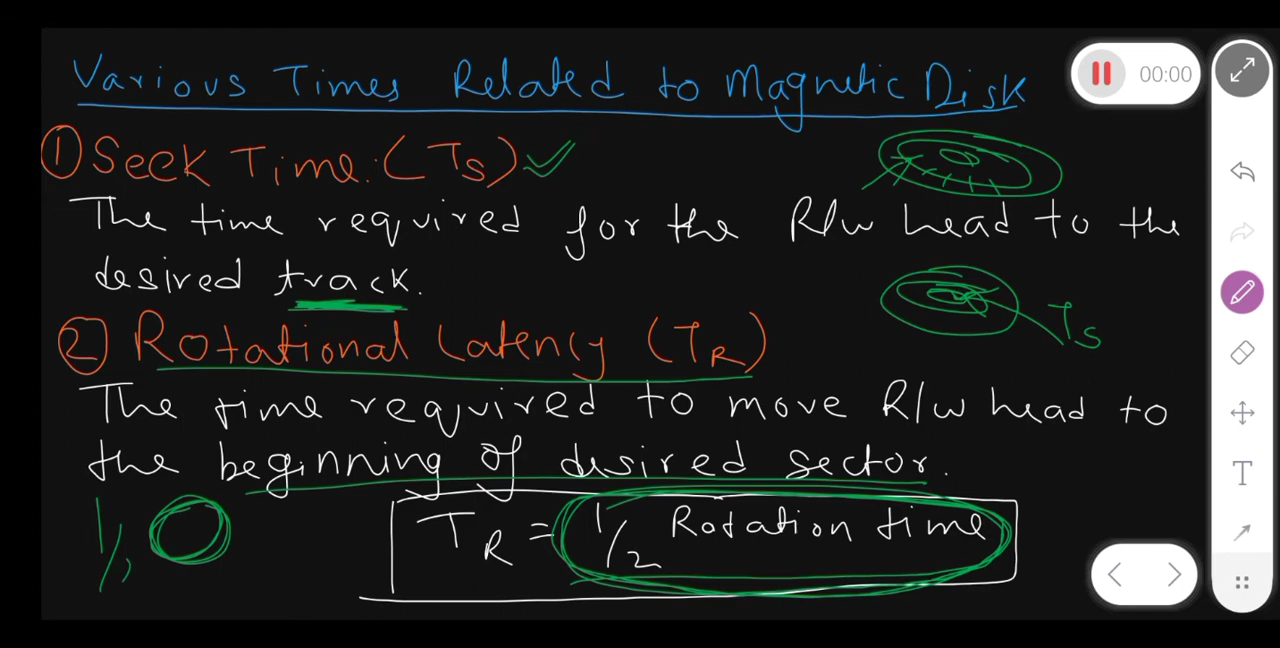 Various Times Related to Magnetic Disk
00:00
① Seek Time:(Ts) ✓
The time required for the R/w head to the
desired track.
Ts
② Rotational Latency (TR)
The time required to move R/w head to
the beginning of desired sector.
TR = 1/2 Rotation time
T